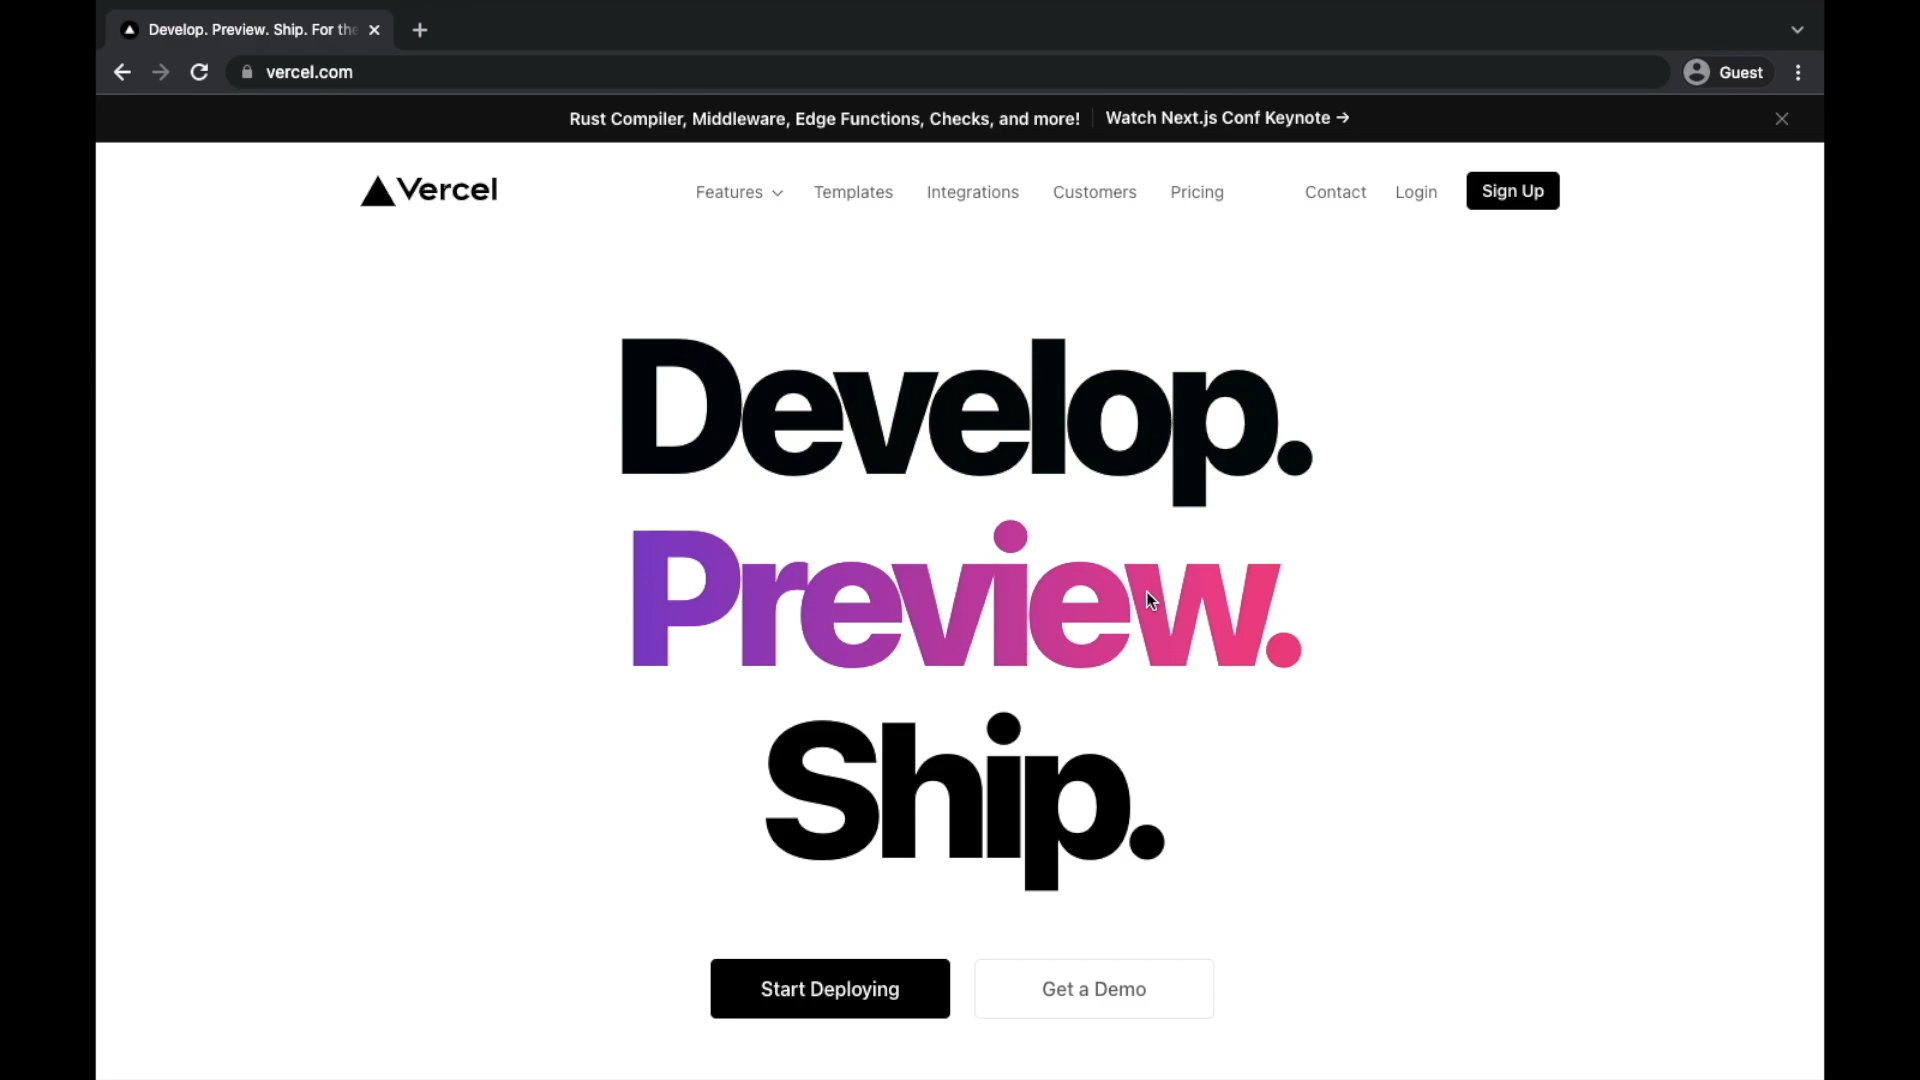 Develop. Preview. Ship. For the
vercel.com
Guest
Rust Compiler, Middleware, Edge Functions, Checks, and more! Watch Next.js Conf Keynote →
Vercel
Features Templates Integrations Customers Pricing Contact Login Sign Up
Develop.
Preview.
Ship.
Start Deploying Get a Demo